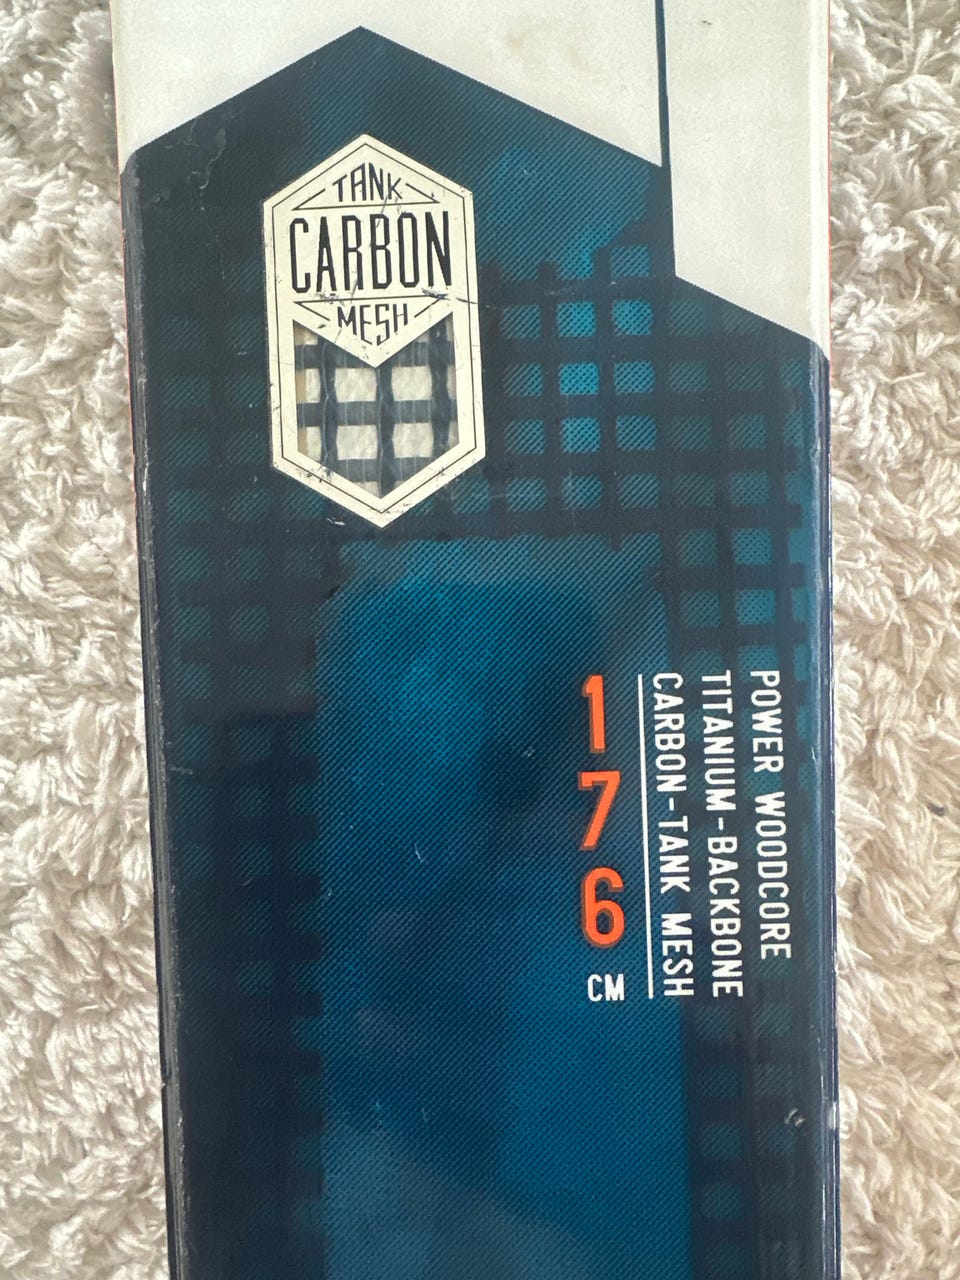 TANK
CARBON
MESH
POWER WOODCORE
TITANIUM-BACKBONE
CARBON-TANK MESH
176
CM